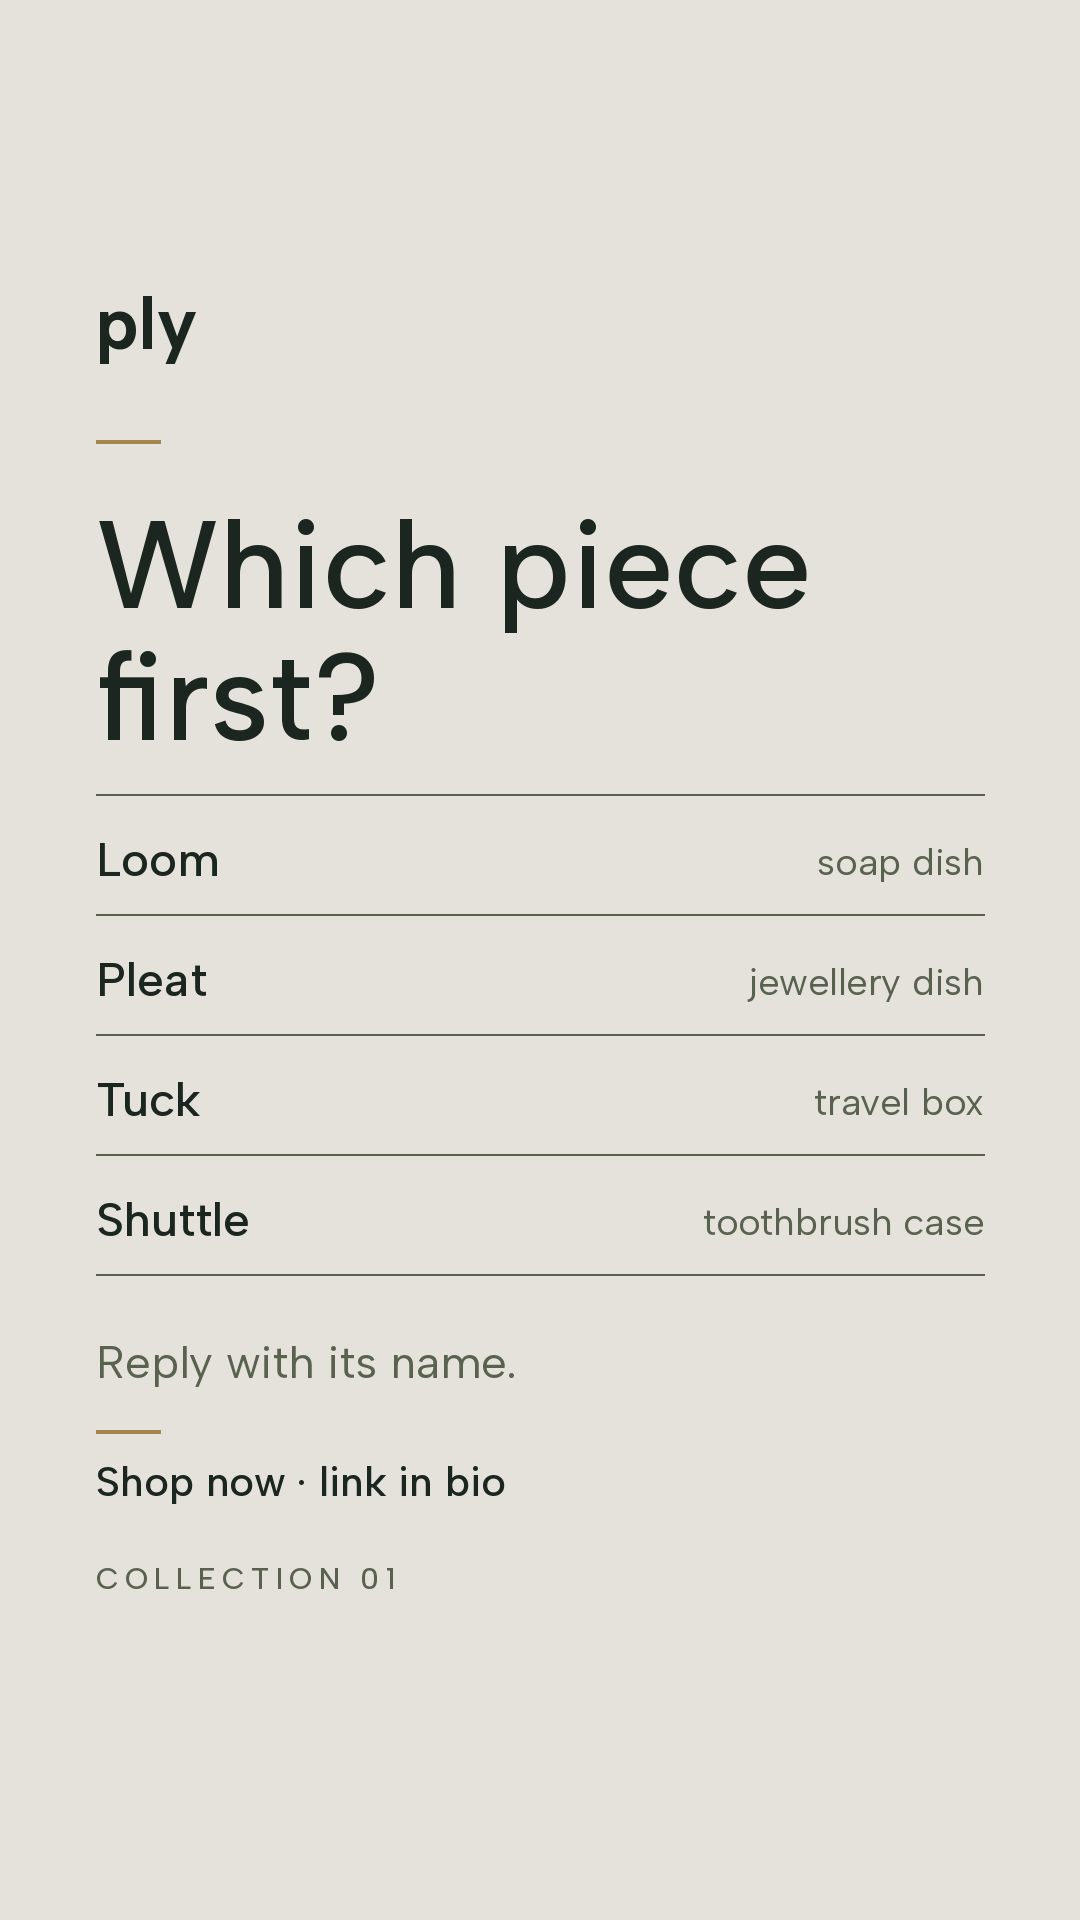 ply
Which piece
first?
Loom soap dish
Pleat jewellery dish
Tuck travel box
Shuttle toothbrush case
Reply with its name.
Shop now · link in bio
COLLECTION 01